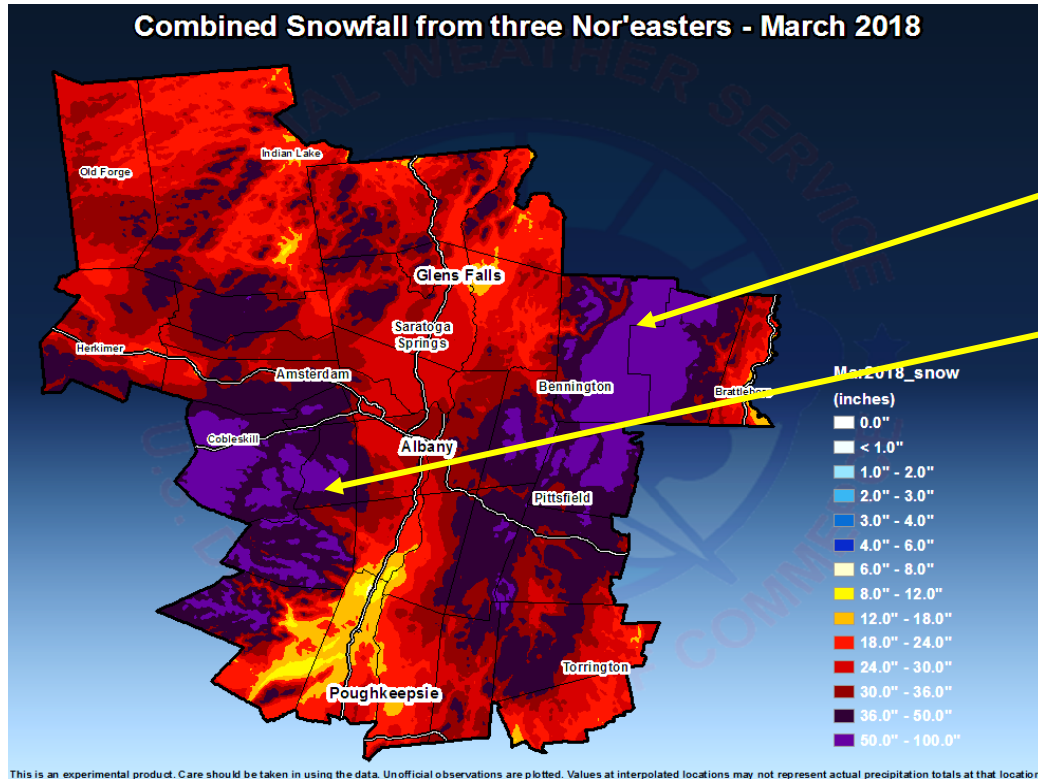 Combined Snowfall from three Nor'easters - March 2018
Indian Lake
Old Forge
Glens Falls
Saratoga
Springs
Herkimer
Amsterdam
Bennington
Brattleboro
Cobleskill
Albany
Pittsfield
Torrington
Poughkeepsie
Mar2018_snow
(inches)
0.0"
< 1.0"
1.0" - 2.0"
2.0" - 3.0"
3.0" - 4.0"
4.0" - 6.0"
6.0" - 8.0"
8.0" - 12.0"
12.0" - 18.0"
18.0" - 24.0"
24.0" - 30.0"
30.0" - 36.0"
36.0" - 50.0"
50.0" - 100.0"
This is an experimental product. Care should be taken in using the data. Unofficial observations are plotted. Values at interpolated locations may not represent actual precipitation totals at that location